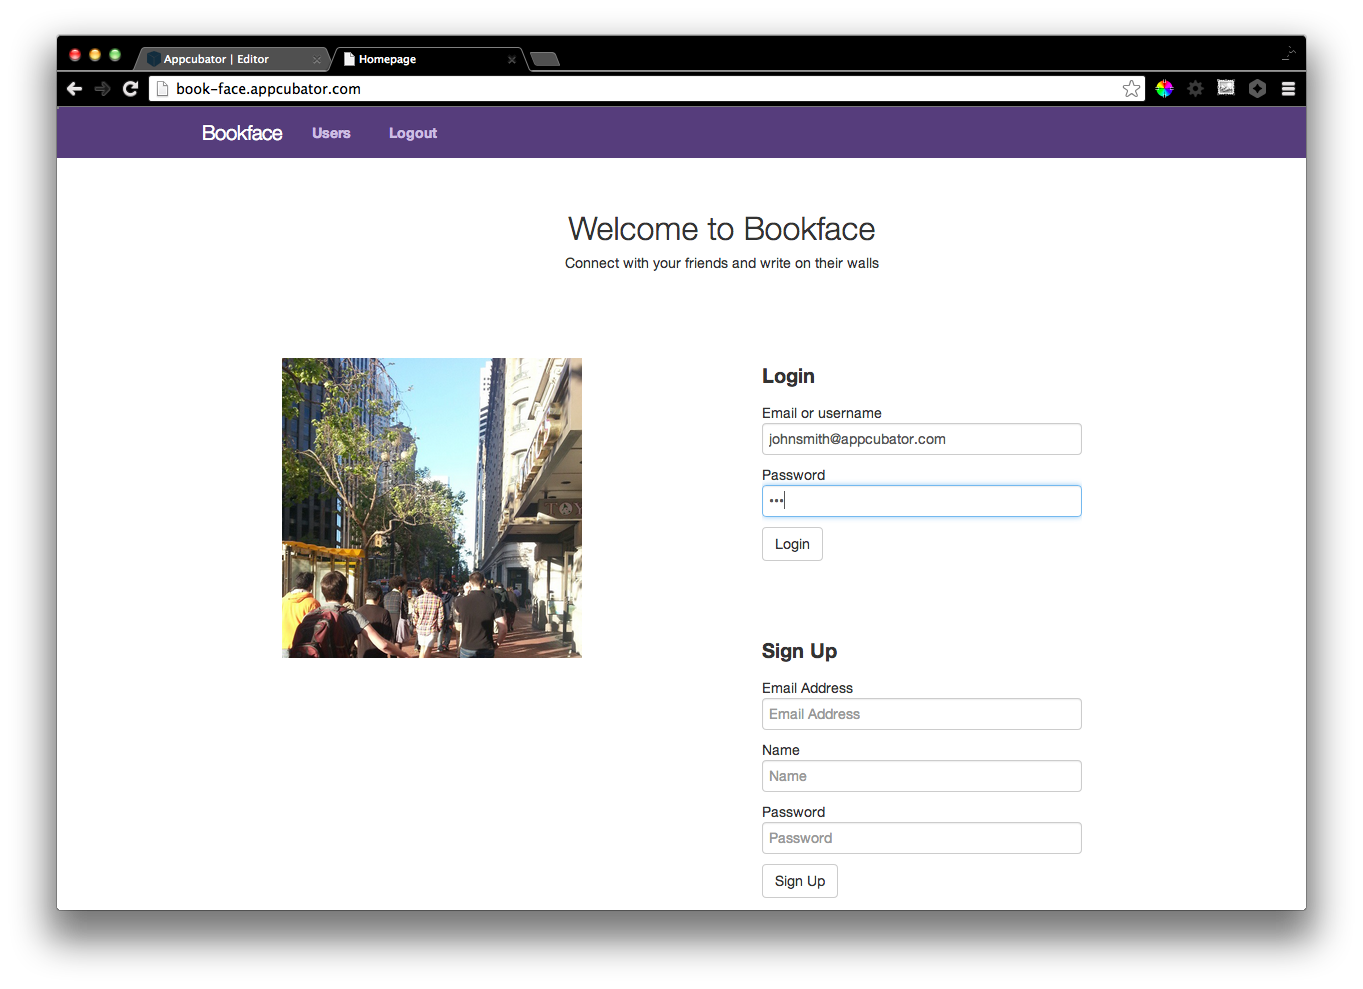 Appcubator | Editor
Homepage
book-face.appcubator.com
Bookface Users Logout
Welcome to Bookface
Connect with your friends and write on their walls
TOY
Login
Email or username
johnsmith@appcubator.com
Password
•••
Login
Sign Up
Email Address
Email Address
Name
Name
Password
Password
Sign Up